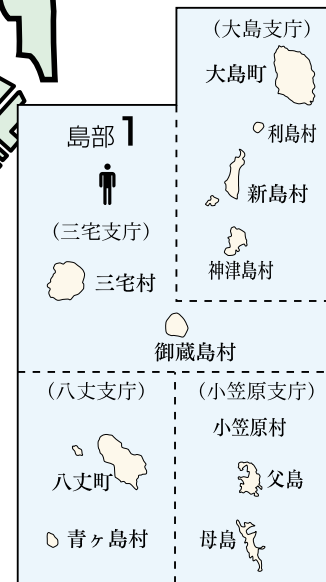 (大島支庁)
大島町
利島村
新島村
神津島村
島部1
(三宅支庁)
三宅村
御蔵島村
(八丈支庁)
八丈町
青ヶ島村
(小笠原支庁)
小笠原村
父島
母島